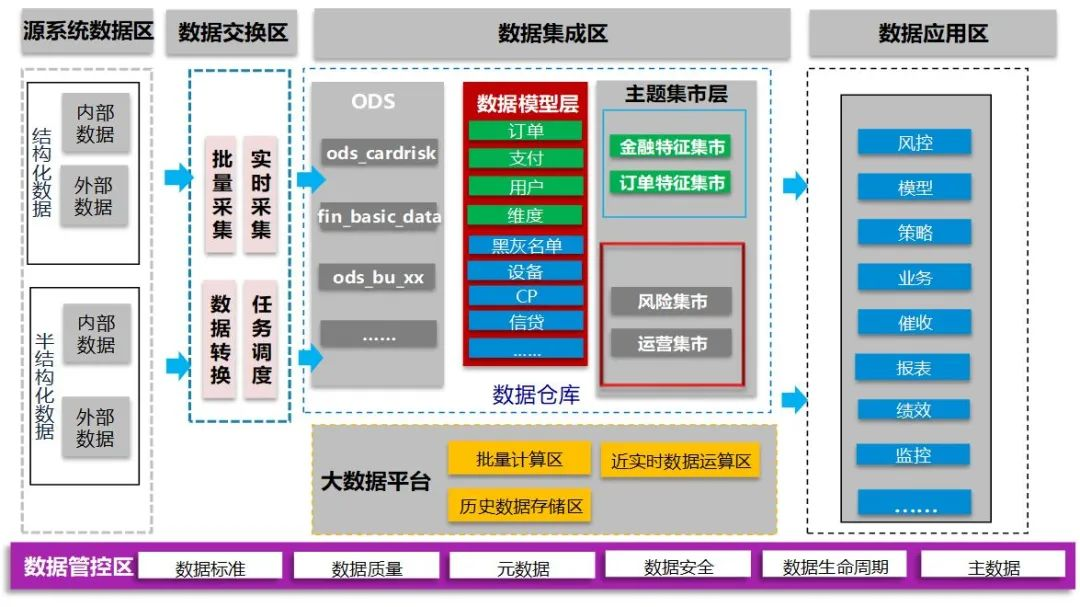 源系统数据区
数据交换区
数据集成区
数据应用区
结构化数据
内部
数据
外部
数据
半结构化数据
内部
数据
外部
数据
批量采集
实时采集
数据转换
任务调度
ODS
ods_cardrisk
fin_basic_data
ods_bu_xx
......
数据模型层
订单
支付
用户
维度
黑灰名单
设备
CP
信贷
......
主题集市层
金融特征集市
订单特征集市
风险集市
运营集市
数据仓库
大数据平台
批量计算区
近实时数据运算区
历史数据存储区
风控
模型
策略
业务
催收
报表
绩效
监控
......
数据管控区
数据标准
数据质量
元数据
数据安全
数据生命周期
主数据